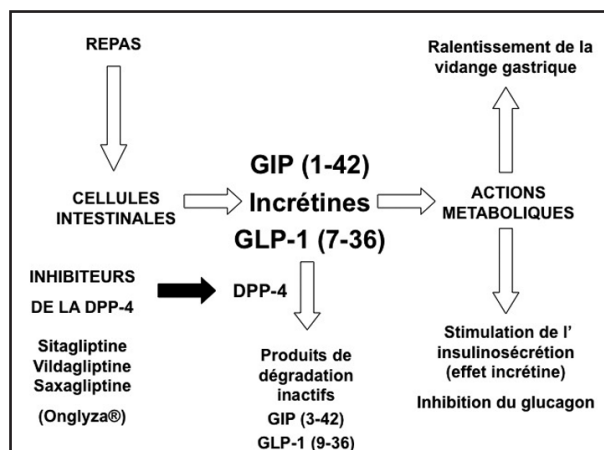 REPAS
CELLULES
INTESTINALES
GIP (1-42)
Incrétines
GLP-1 (7-36)
Ralentissement de la
vidange gastrique
ACTIONS
METABOLIQUES
Stimulation de l’
insulinosécrétion
(effet incrétine)
Inhibition du glucagon
INHIBITEURS
DE LA DPP-4
Sitagliptine
Vildagliptine
Saxagliptine
(Onglyza®)
DPP-4
Produits de
dégradation
inactifs
GIP (3-42)
GLP-1 (9-36)